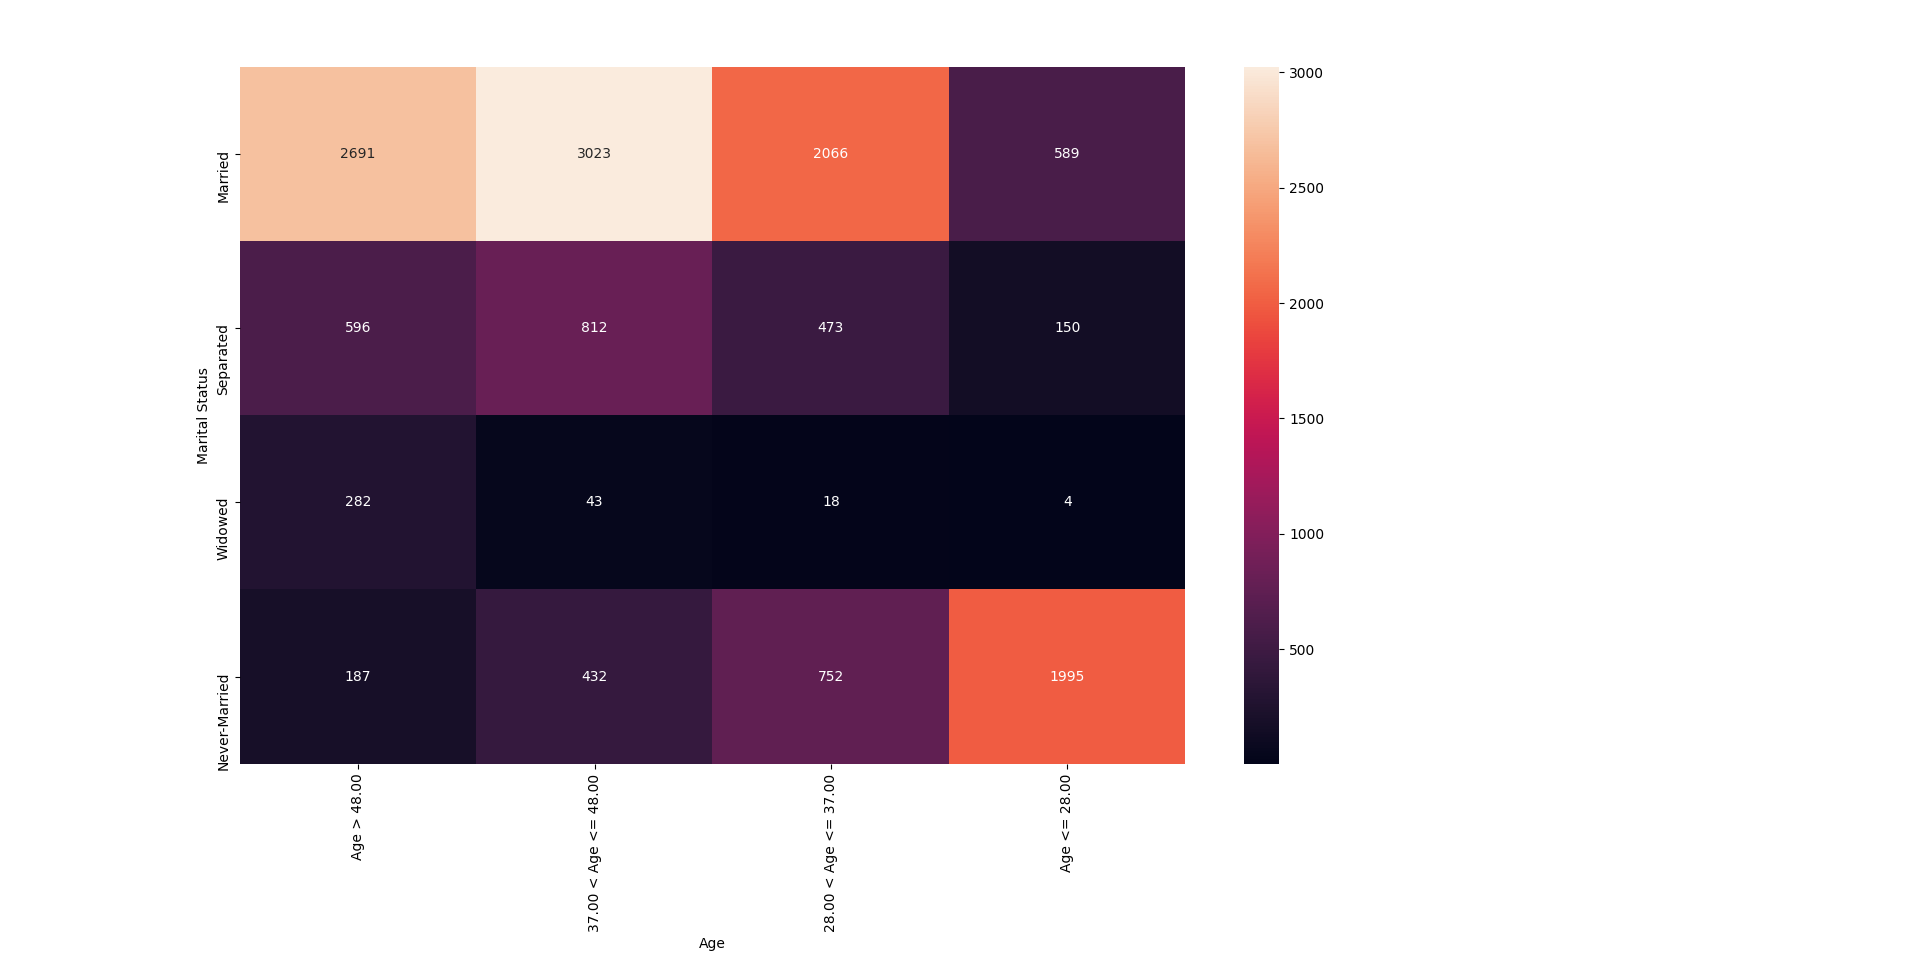 Marital Status
Married
2691 3023 2066 589
Separated
596 812 473 150
Widowed
282 43 18 4
Never-Married
187 432 752 1995
Age > 48.00
37.00 < Age <= 48.00
28.00 < Age <= 37.00
Age <= 28.00
Age
3000
2500
2000
1500
1000
500